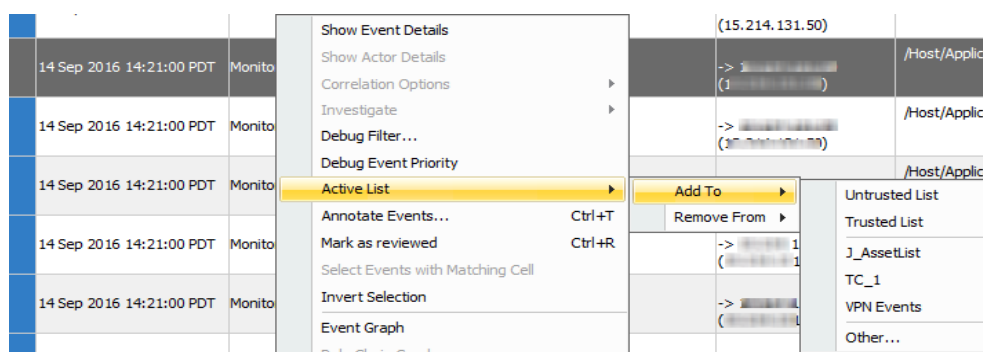 (15.214.131.50)
Show Event Details
Show Actor Details
/Host/Applic
14 Sep 2016 14:21:00 PDT Monito
->
Correlation Options
Investigate
/Host/Applic
14 Sep 2016 14:21:00 PDT Monito
->
Debug Filter...
Debug Event Priority
/Host/Applic
14 Sep 2016 14:21:00 PDT Monito
Active List
Add To
Untrusted List
Annotate Events... Ctrl+T
Remove From
Trusted List
14 Sep 2016 14:21:00 PDT Monito
Mark as reviewed Ctrl+R
->
J_AssetList
Select Events with Matching Cell
TC_1
Invert Selection
14 Sep 2016 14:21:00 PDT Monito
->
VPN Events
Event Graph
Other...